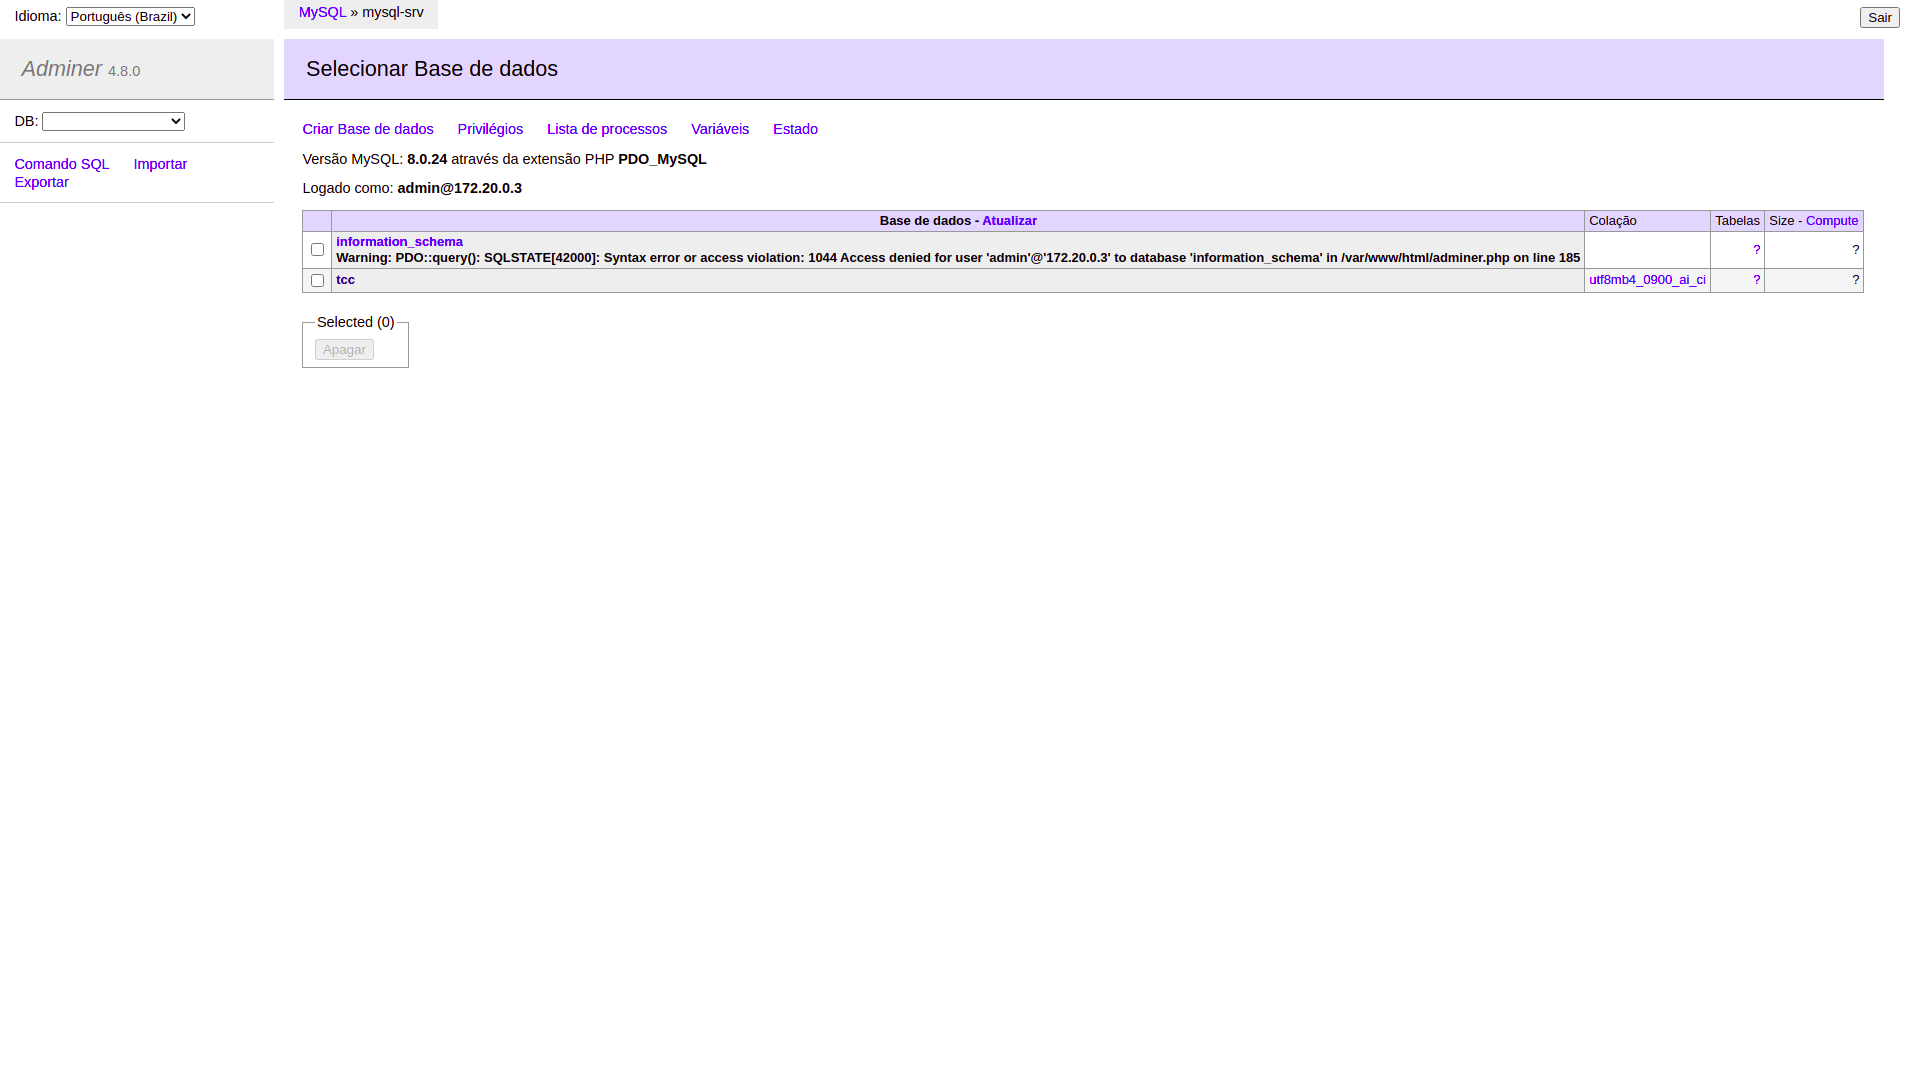 Idioma: Português (Brazil)
MySQL » mysql-srv
Sair
Adminer 4.8.0
Selecionar Base de dados
DB:
Comando SQL Importar
Exportar
Criar Base de dados Privilégios Lista de processos Variáveis Estado
Versão MySQL: 8.0.24 através da extensão PHP PDO_MySQL
Logado como: admin@172.20.0.3
Base de dados - Atualizar Colação Tabelas Size - Compute
information_schema
Warning: PDO::query(): SQLSTATE[42000]: Syntax error or access violation: 1044 Access denied for user 'admin'@'172.20.0.3' to database 'information_schema' in /var/www/html/adminer.php on line 185
? ?
tcc utf8mb4_0900_ai_ci ? ?
Selected (0)
Apagar